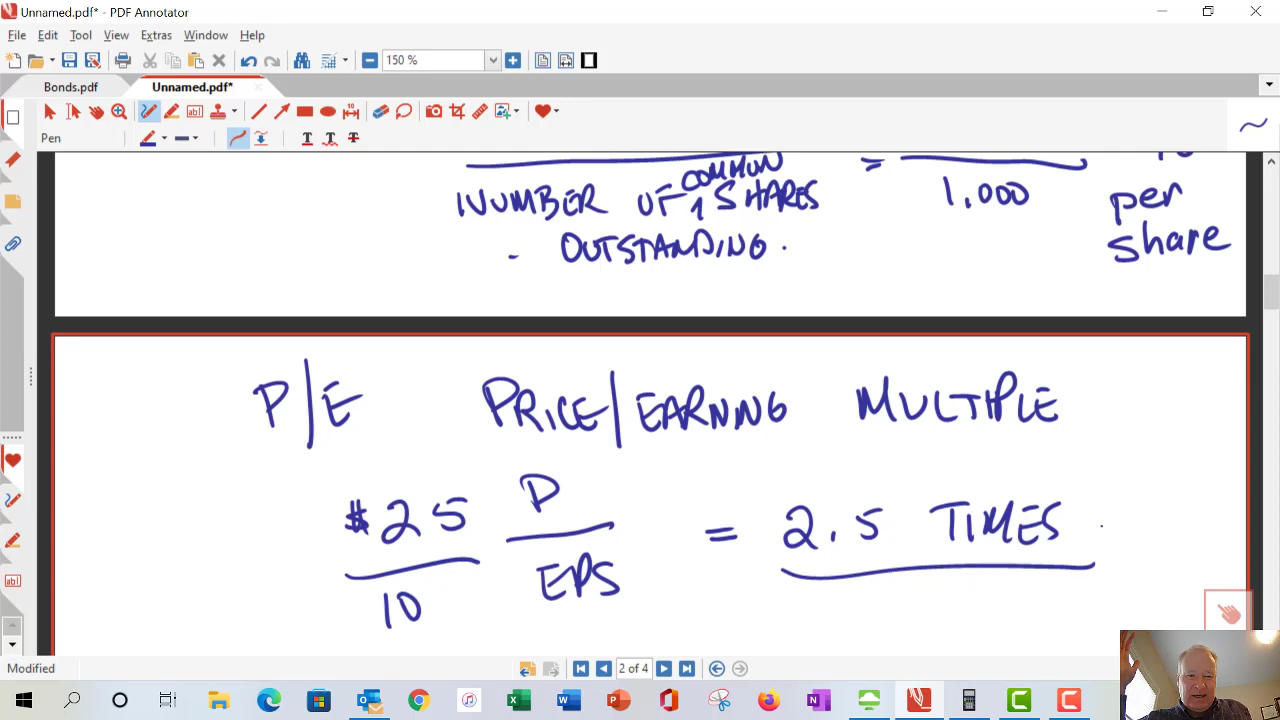 Unnamed.pdf* - PDF Annotator
File Edit Tool View Extras Window Help
150 %
Bonds.pdf Unnamed.pdf*
Pen
COMMON
NUMBER OF SHARES = 1,000 per
OUTSTANDING share
P/E PRICE/EARNING MULTIPLE
$25 P = 2.5 TIMES
10 EPS
Modified 2 of 4